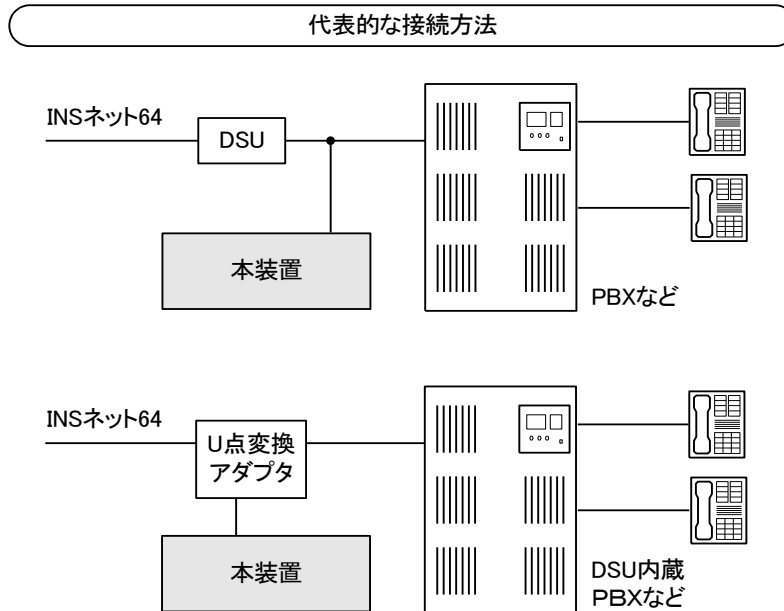 代表的な接続方法
INSネット64
DSU
本装置
PBXなど
INSネット64
U点変換
アダプタ
本装置
DSU内蔵
PBXなど